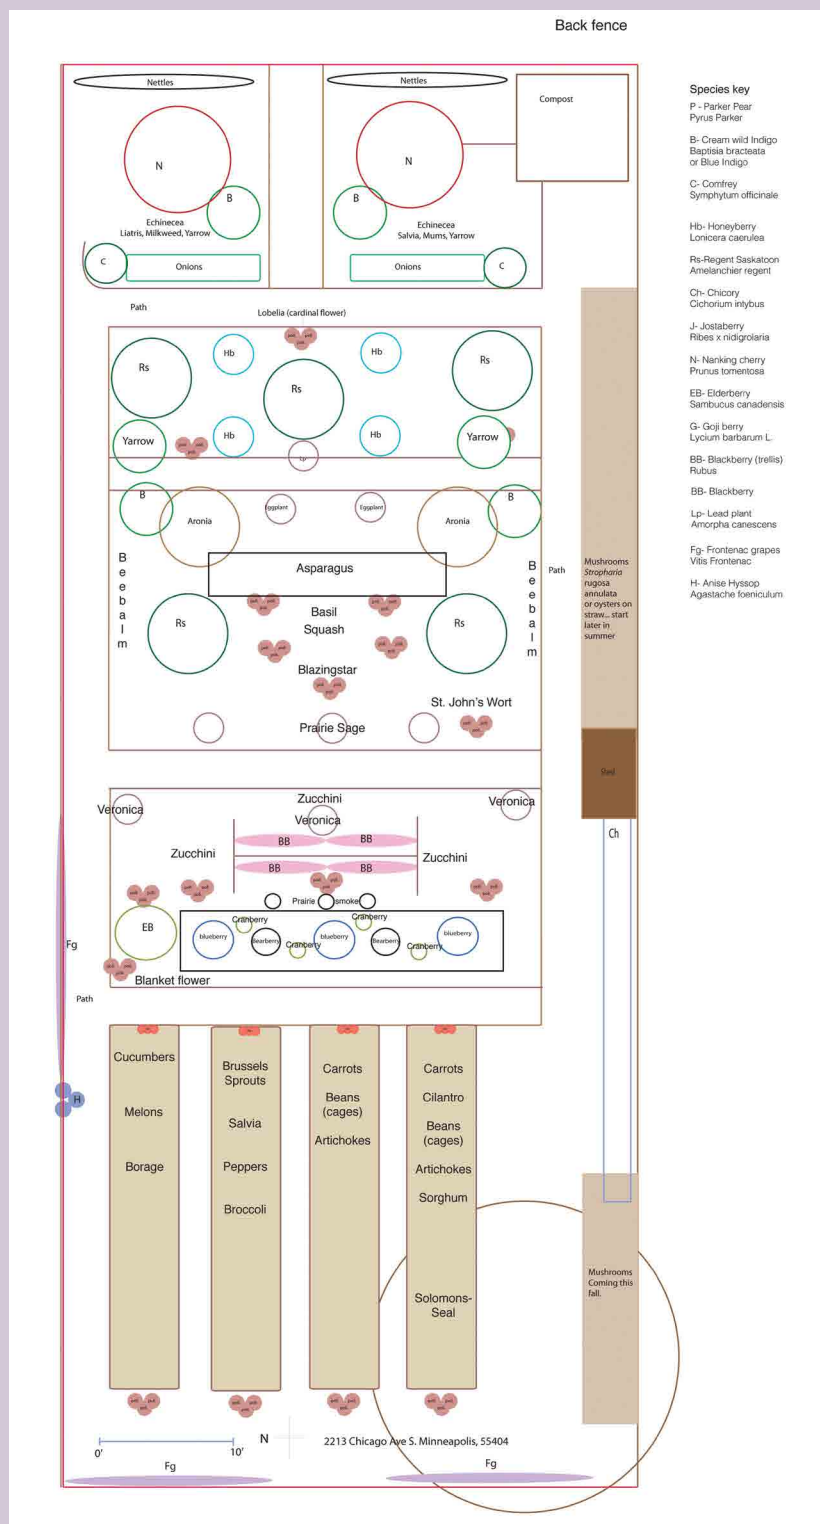 Back fence
Species key
P - Parker Pear
Pyrus Parker
B- Cream wild Indigo
Baptisia bracteata
or Blue Indigo
C- Comfrey
Symphytum officinale
Hb- Honeyberry
Lonicera caerulea
Rs-Regent Saskatoon
Amelanchier regent
Ch- Chicory
Cichorium intybus
J- Jostaberry
Ribes x nidigrolaria
N- Nanking cherry
Prunus tomentosa
EB- Elderberry
Sambucus canadensis
G- Goji berry
Lycium barbarum L.
BB- Blackberry (trellis)
Rubus
BB- Blackberry
Lp- Lead plant
Amorpha canescens
Fg- Frontenac grapes
Vitis Frontenac
H- Anise Hyssop
Agastache foeniculum
Nettles
Nettles
Compost
N
N
B
B
Echinecea
Liatris, Milkweed, Yarrow
Echinecea
Salvia, Mums, Yarrow
C
Onions
Onions
C
Path
Lobelia (cardinal flower)
Rs
Hb
Rs
Hb
Rs
Yarrow
Hb
Lp
Hb
Yarrow
B
Aronia
Eggplant
Eggplant
Aronia
B
Beebalm
Asparagus
Beebalm
Path
Mushrooms
Stropharia
rugosa
annulata
or oysters on
straw... start
later in
summer
Basil
Squash
Rs
Rs
Blazingstar
St. John's Wort
Prairie Sage
Shed
Veronica
Zucchini
Veronica
Veronica
Ch
BB
BB
Zucchini
Zucchini
BB
BB
Prairie smoke
EB
Cranberry
Cranberry
blueberry
Bearberry
Cranberry
blueberry
Bearberry
Cranberry
blueberry
Fg
Blanket flower
Path
H
Cucumbers
Melons
Borage
Brussels
Sprouts
Salvia
Peppers
Broccoli
Carrots
Beans
(cages)
Artichokes
Carrots
Cilantro
Beans
(cages)
Artichokes
Sorghum
Solomons-
Seal
Mushrooms
Coming this
fall.
0'
10'
N
2213 Chicago Ave S. Minneapolis, 55404
Fg
Fg